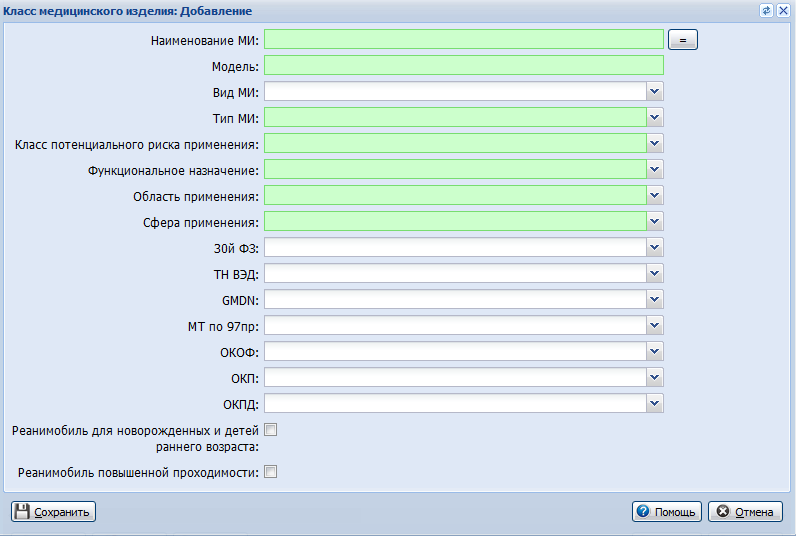 Класс медицинского изделия: Добавление
Наименование МИ:
=
Модель:
Вид МИ:
Тип МИ:
Класс потенциального риска применения:
Функциональное назначение:
Область применения:
Сфера применения:
30й ФЗ:
ТН ВЭД:
GMDN:
МТ по 97пр:
ОКОФ:
ОКП:
ОКПД:
Реанимобиль для новорожденных и детей
раннего возраста:
Реанимобиль повышенной проходимости:
Сохранить
Помощь
Отмена